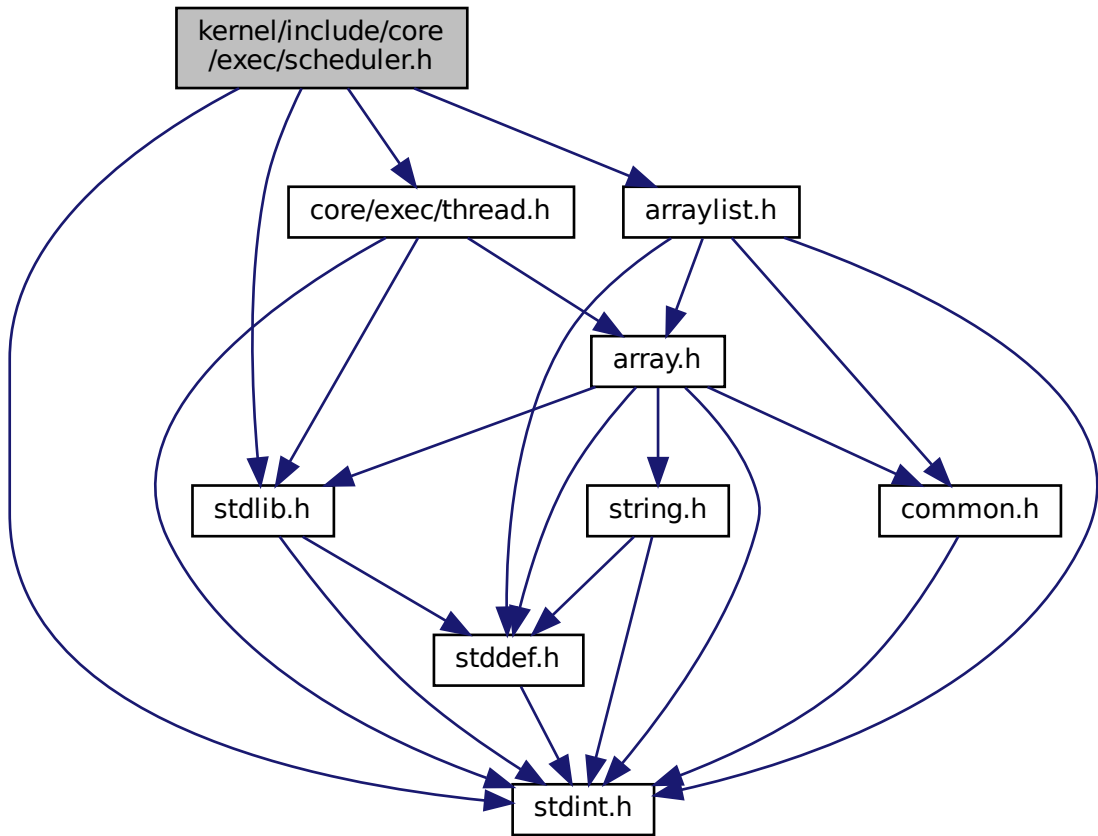 kernel/include/core
/exec/scheduler.h
core/exec/thread.h
arraylist.h
array.h
stdlib.h
string.h
common.h
stddef.h
stdint.h